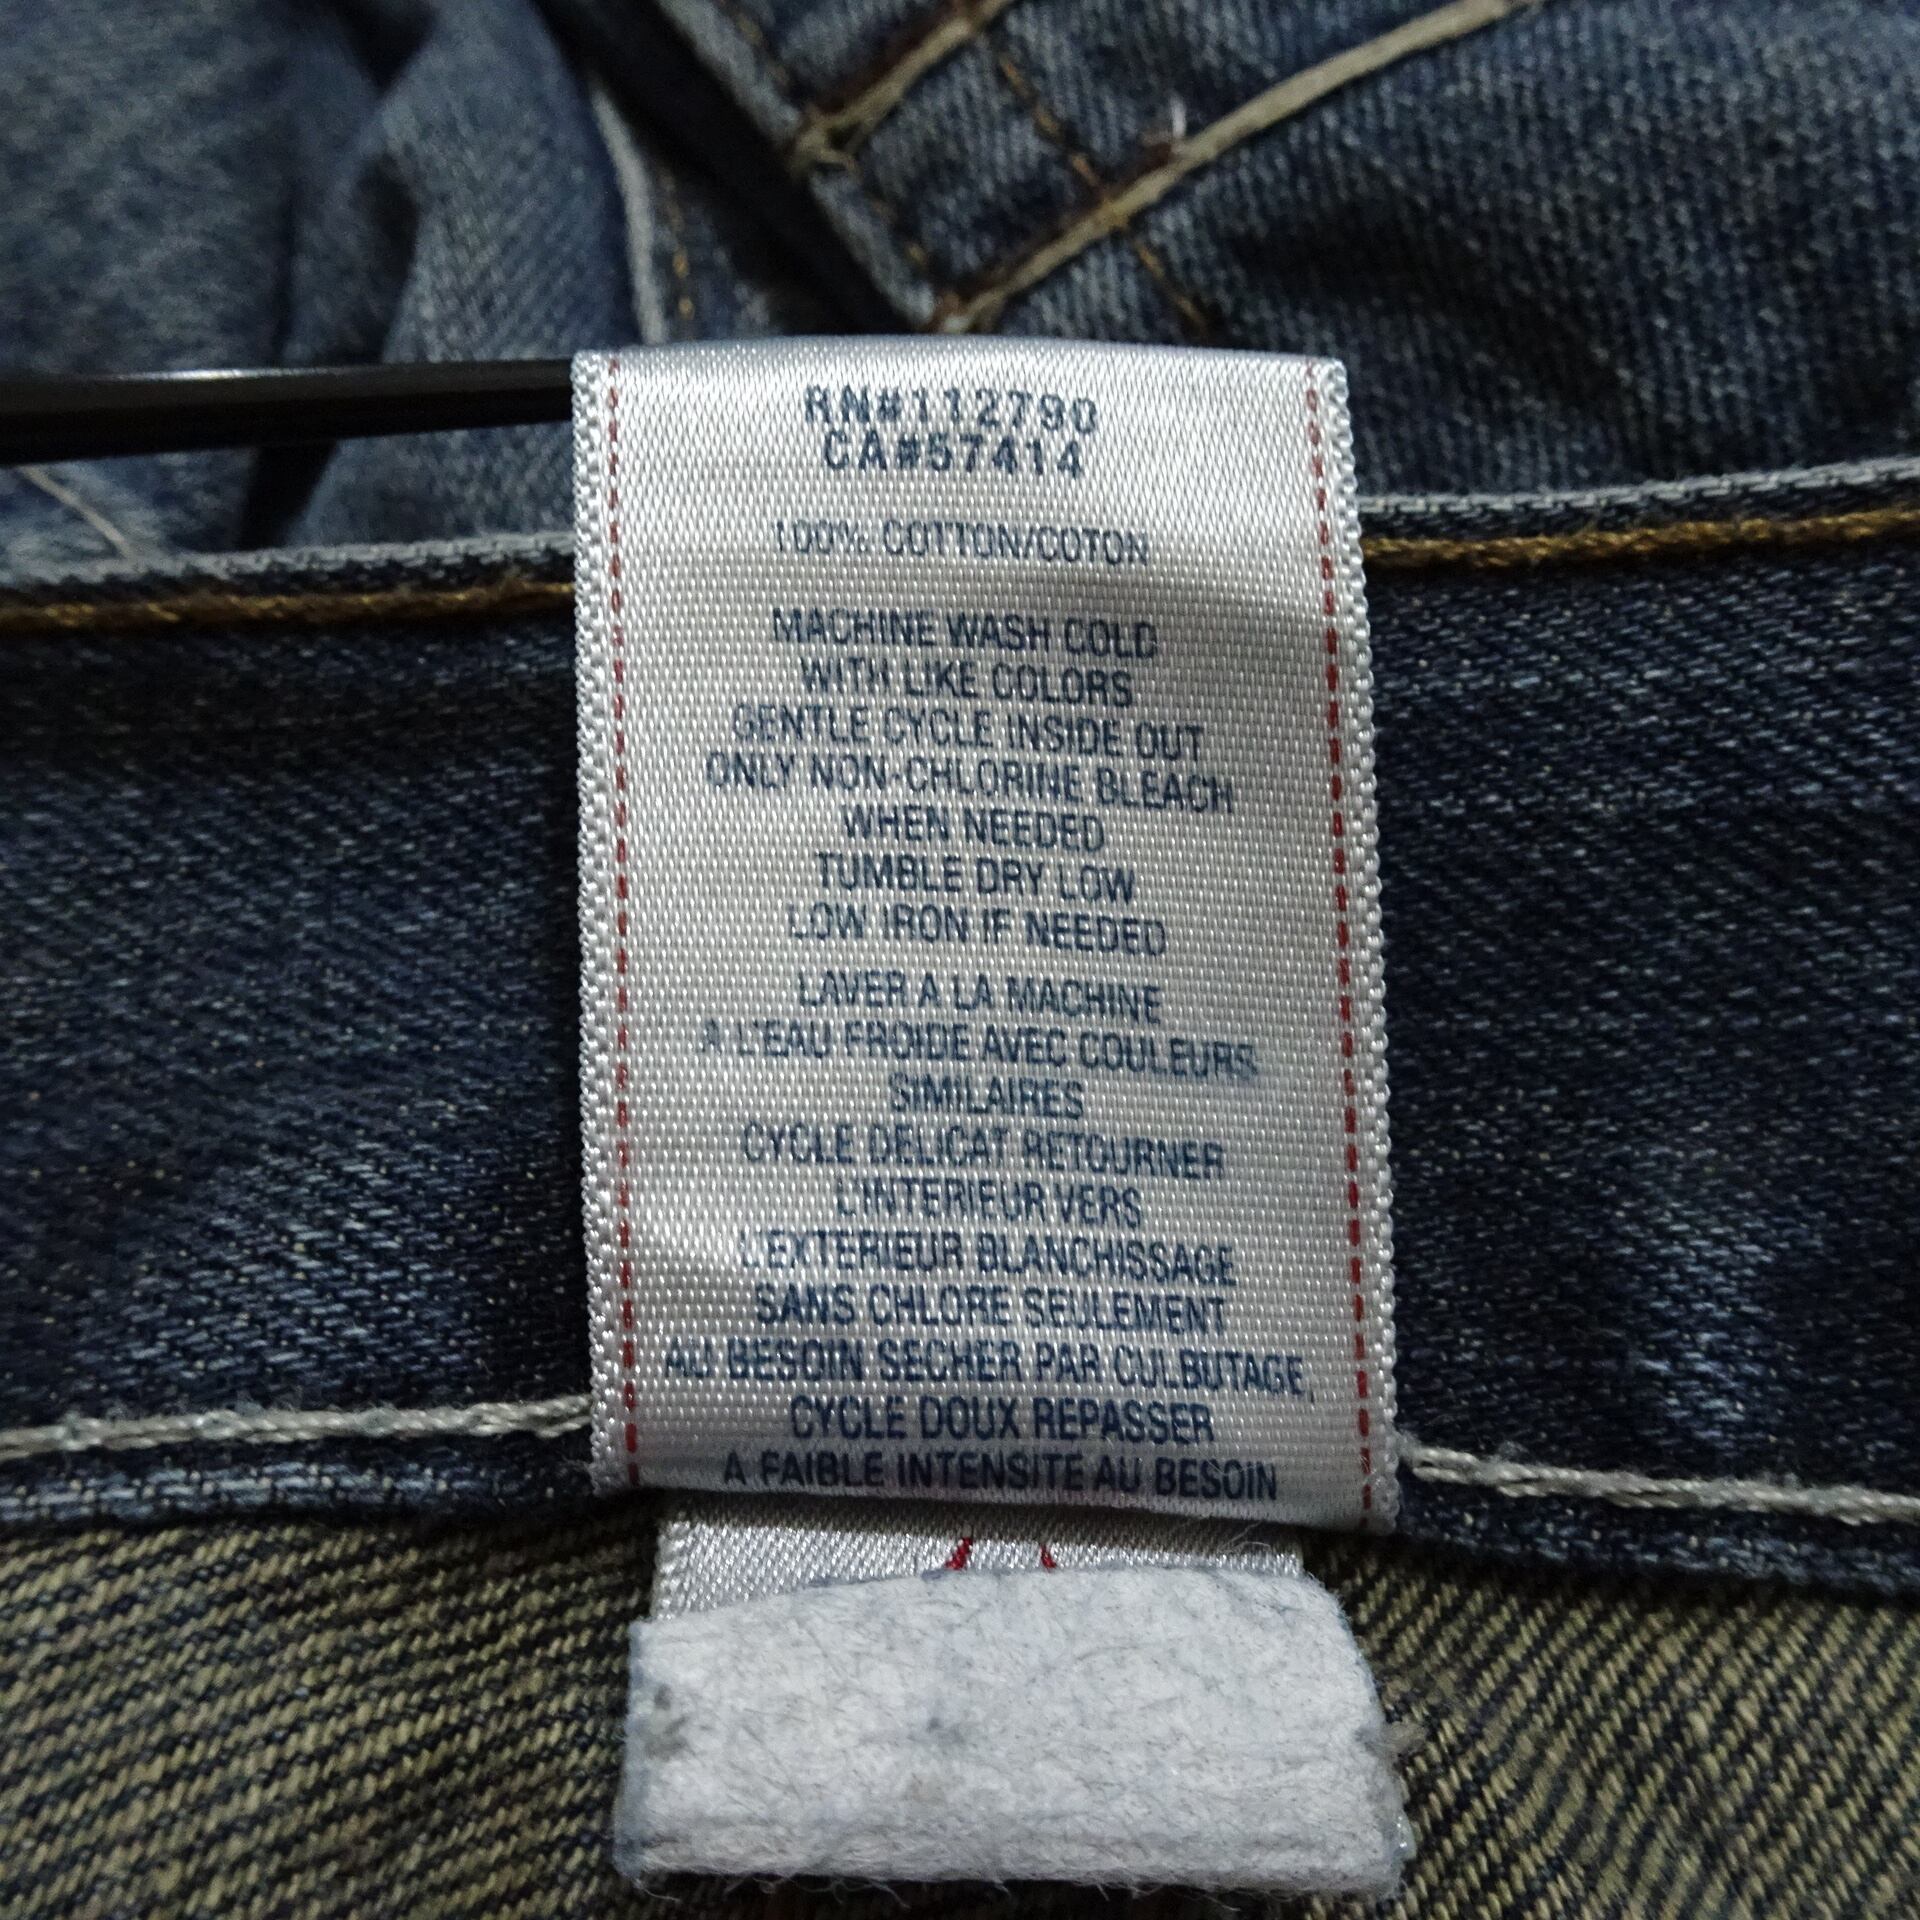 RN#112790
CA#57414
100% COTTON/COTON
MACHINE WASH COLD
WITH LIKE COLORS
GENTLE CYCLE INSIDE OUT
ONLY NON-CHLORINE BLEACH
WHEN NEEDED
TUMBLE DRY LOW
LOW IRON IF NEEDED
LAVER A LA MACHINE
A L'EAU FROIDE AVEC COULEURS
SIMILAIRES
CYCLE DELICAT RETOURNER
L'INTERIEUR VERS
L'EXTERIEUR BLANCHISSAGE
SANS CHLORE SEULEMENT
AU BESOIN SECHER PAR CULBUTAGE,
CYCLE DOUX REPASSER
A FAIBLE INTENSITE AU BESOIN